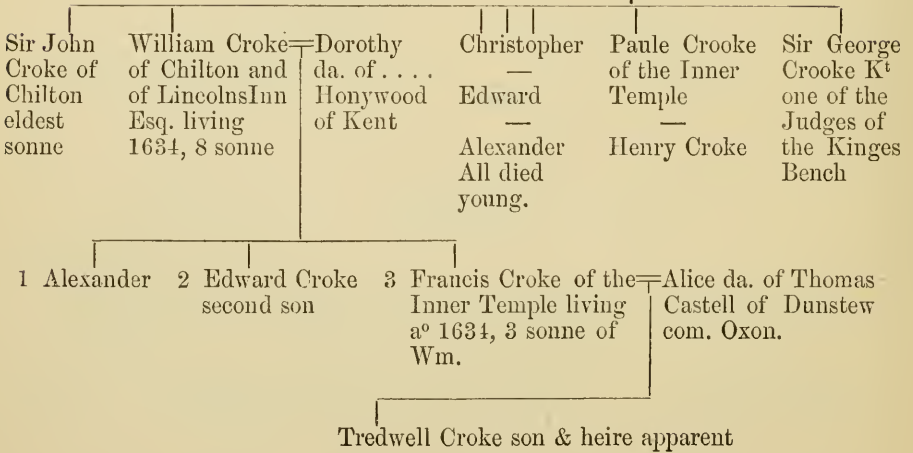 Sir John
Croke of
Chilton
eldest
sonne
William Croke
of Chilton and
of LincolnsInn
Esq. living
1634, 8 sonne
Dorothy
da. of . . . .
Honywood
of Kent
Christopher
—
Edward
—
Alexander
All died
young.
Paule Crooke
of the Inner
Temple
—
Henry Croke
Sir George
Crooke Kᵗ
one of the
Judges of
the Kinges
Bench
1 Alexander
2 Edward Croke
second son
3 Francis Croke of the
Inner Temple living
aº 1634, 3 sonne of
Wm.
Alice da. of Thomas
Castell of Dunstew
com. Oxon.
Tredwell Croke son & heire apparent